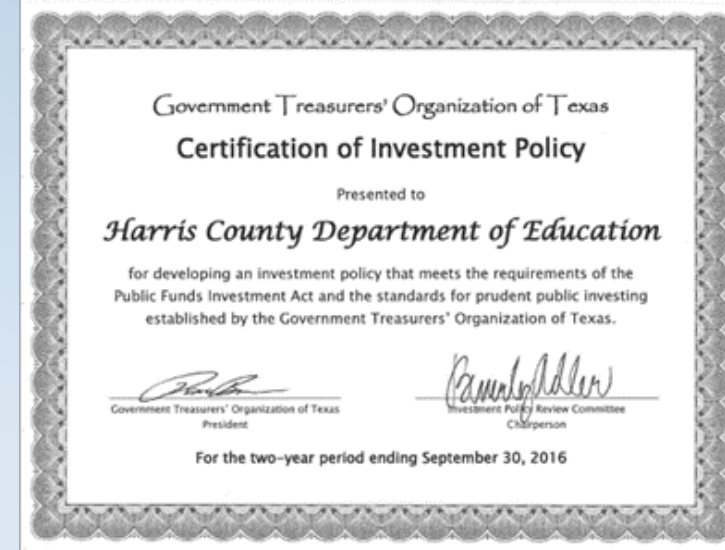 Government Treasurers' Organization of Texas
Certification of Investment Policy
Presented to
Harris County Department of Education
for developing an investment policy that meets the requirements of the
Public Funds Investment Act and the standards for prudent public investing
established by the Government Treasurers' Organization of Texas.
Beverly Adler
Government Treasurers' Organization of Texas
President
Investment Policy Review Committee
Chairperson
For the two-year period ending September 30, 2016